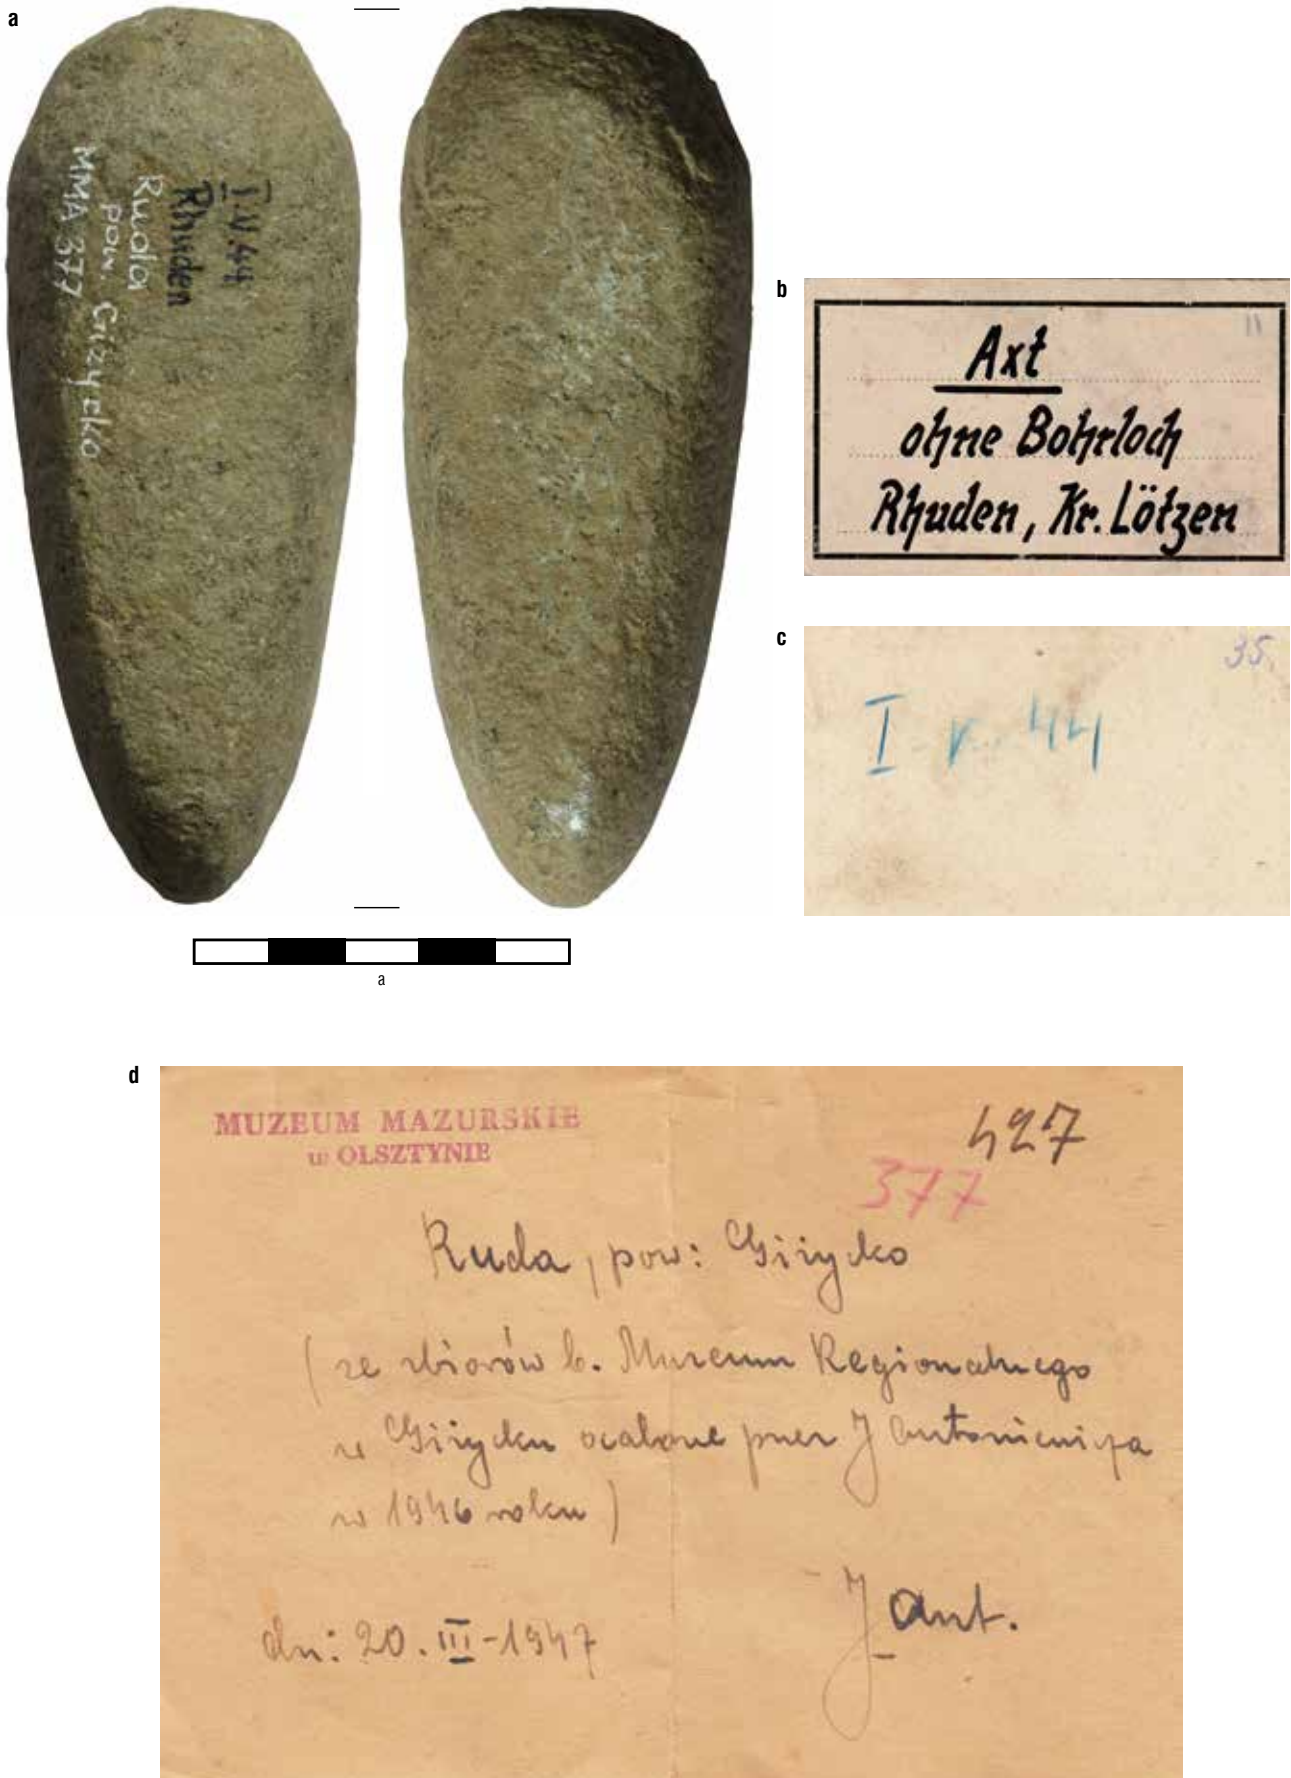 a
I.V.44
Rhuden
Ruda
pow. Giżycko
MMA 377
a
b
11
Axt
ohne Bohrloch
Rhuden, Kr. Lötzen
c
35.
I v. 44
d
MUZEUM MAZURSKIE
w OLSZTYNIE
427
377
Ruda, pow: Giżycko
(ze zbiorów b. Muzeum Regionalnego
w Giżycku ocalone przez J Antoniewicza
w 1946 roku)
dn: 20. III-1947
J Ant.